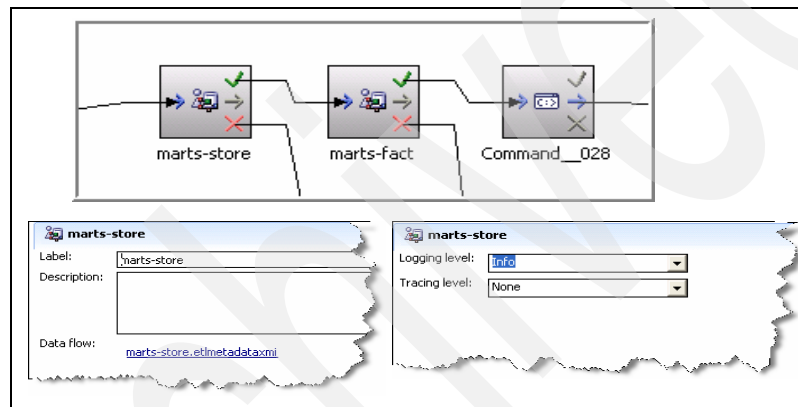 marts-store
marts-fact
Command__028
marts-store
Label:
marts-store
Description:
Data flow:
marts-store.etlmetadataxmi
marts-store
Logging level:
Info
Tracing level:
None